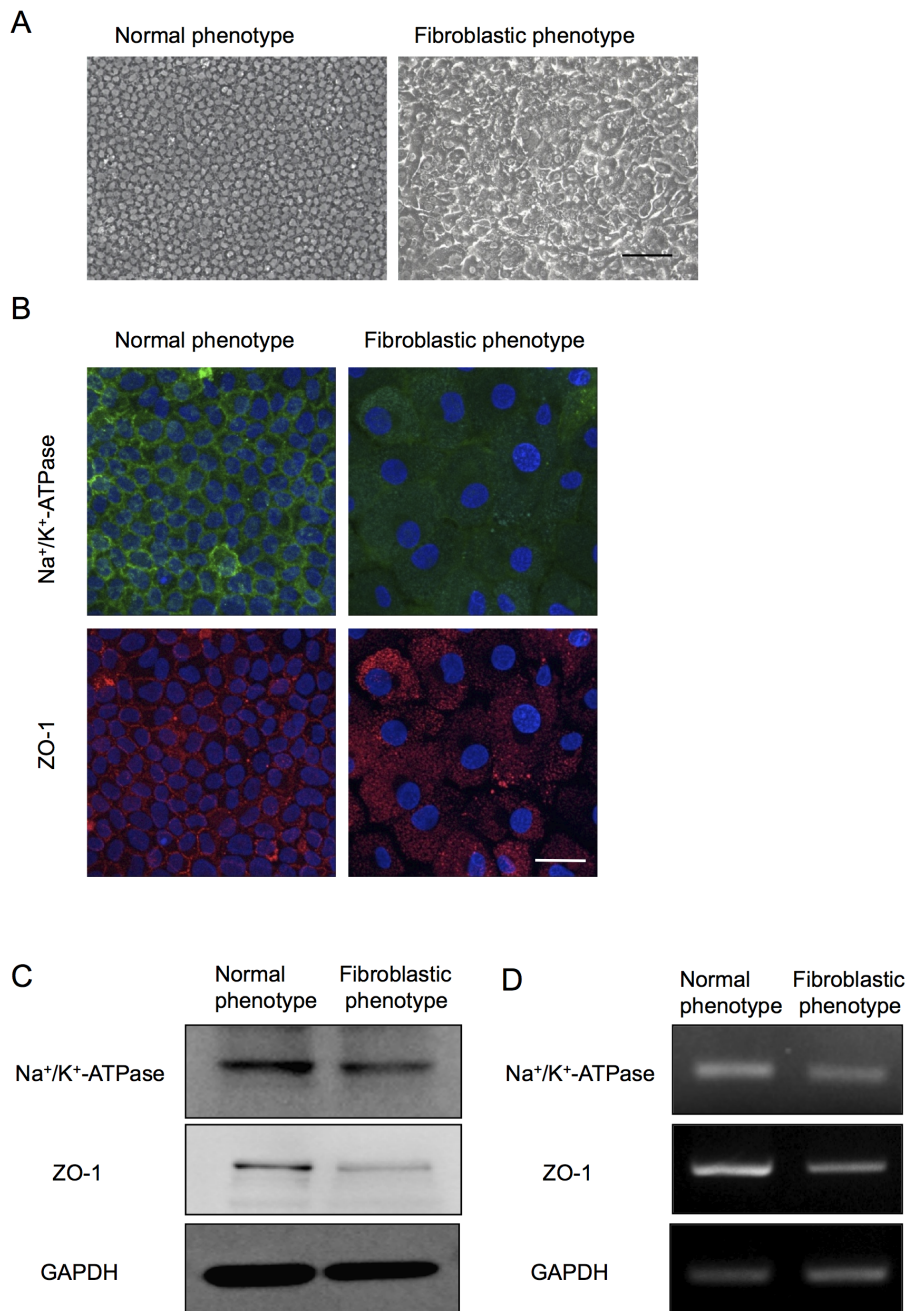 A
Normal phenotype
Fibroblastic phenotype
B
Normal phenotype
Fibroblastic phenotype
Na⁺/K⁺-ATPase
ZO-1
C
Normal
phenotype
Fibroblastic
phenotype
Na⁺/K⁺-ATPase
ZO-1
GAPDH
D
Normal
phenotype
Fibroblastic
phenotype
Na⁺/K⁺-ATPase
ZO-1
GAPDH